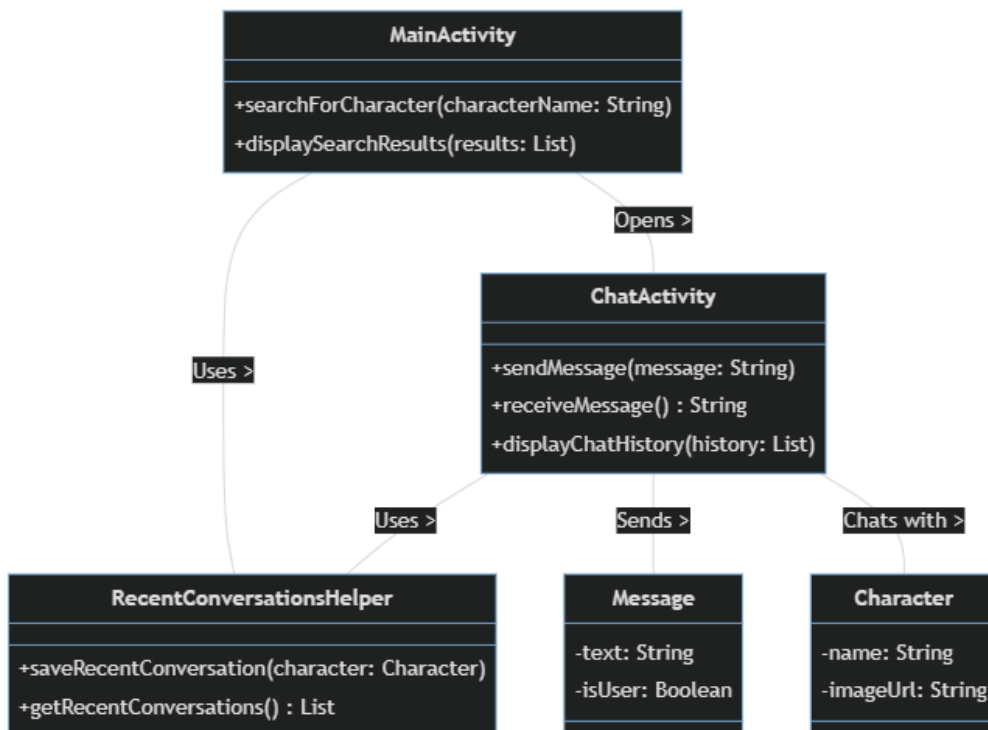 MainActivity
+searchForCharacter(characterName: String)
+displaySearchResults(results: List)
Opens >
ChatActivity
+sendMessage(message: String)
+receiveMessage() : String
+displayChatHistory(history: List)
Uses >
Uses >
Sends >
Chats with >
RecentConversationsHelper
+saveRecentConversation(character: Character)
+getRecentConversations() : List
Message
-text: String
-isUser: Boolean
Character
-name: String
-imageUrl: String